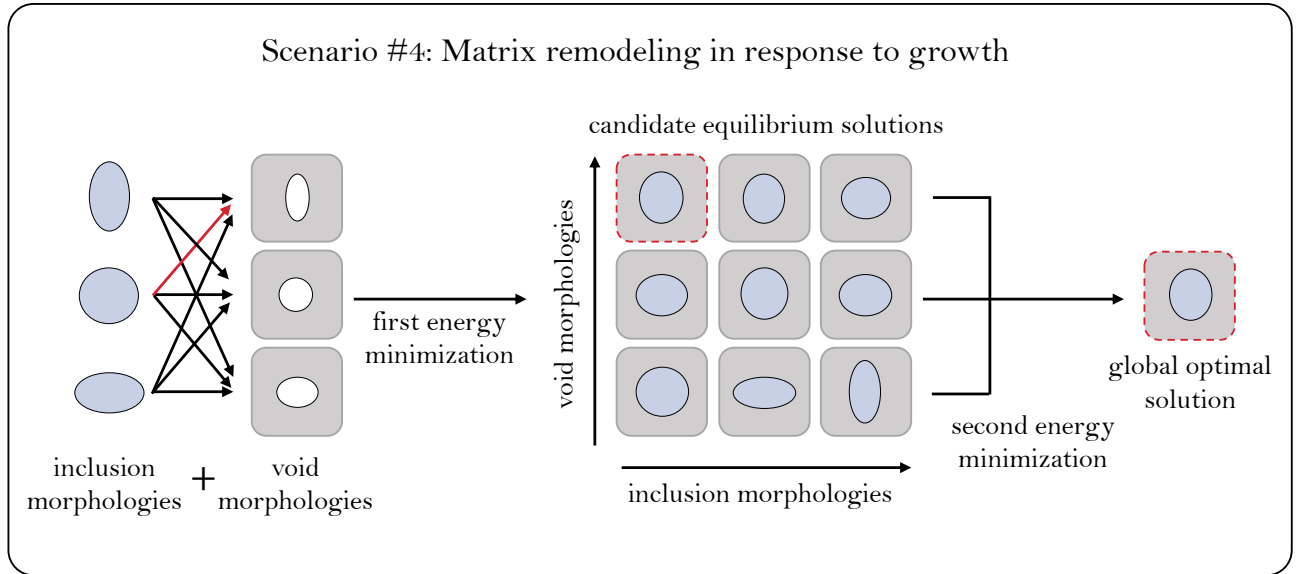 Scenario #4: Matrix remodeling in response to growth
candidate equilibrium solutions
void morphologies
first energy
minimization
global optimal
solution
second energy
minimization
inclusion
morphologies
+
void
morphologies
inclusion morphologies